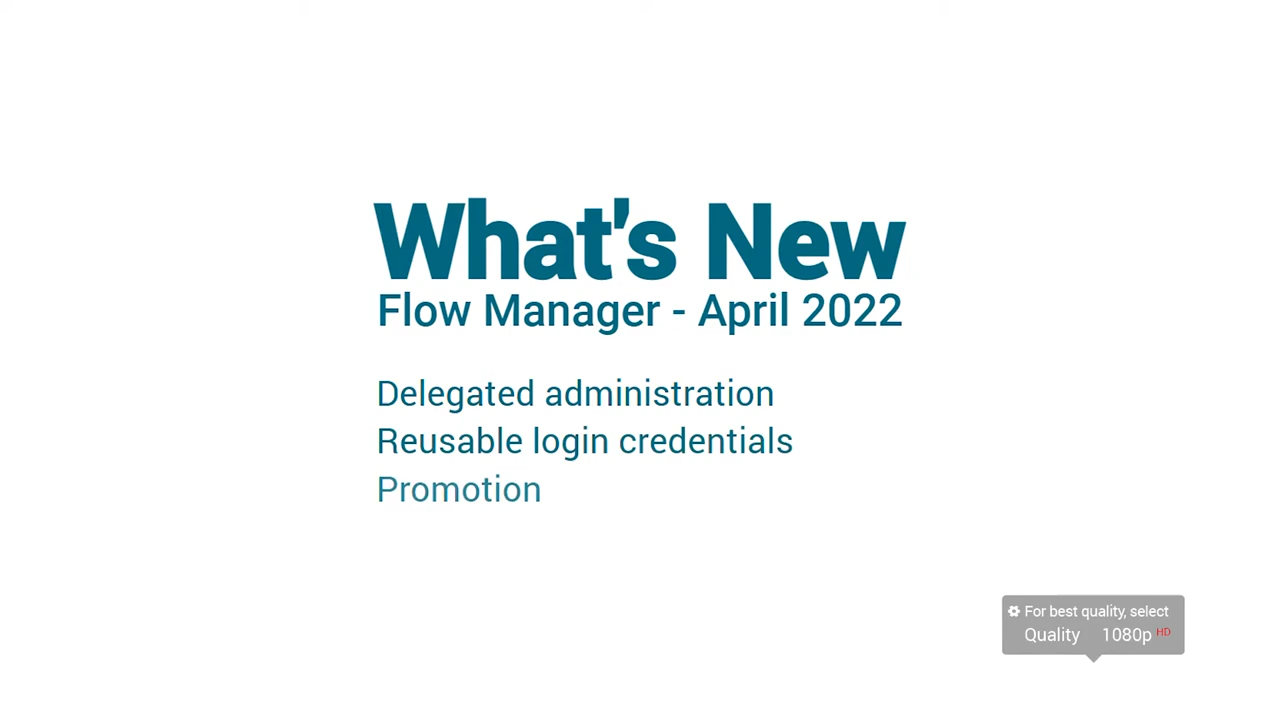 What's New
Flow Manager - April 2022
Delegated administration
Reusable login credentials
Promotion
For best quality, select
Quality 1080p HD